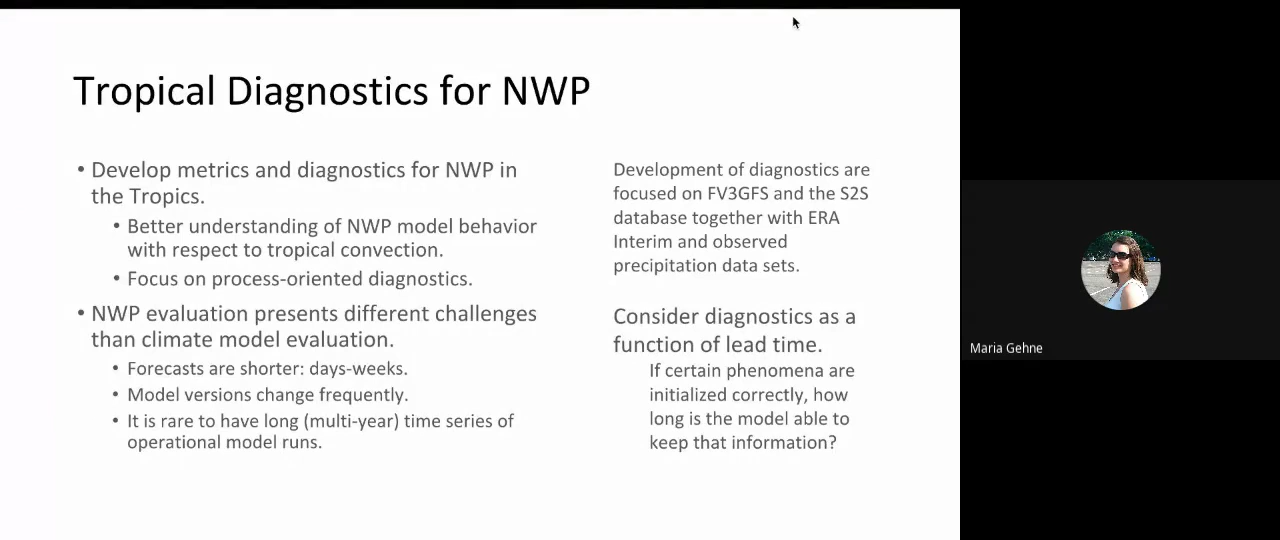 Tropical Diagnostics for NWP
• Develop metrics and diagnostics for NWP in
the Tropics.
• Better understanding of NWP model behavior
with respect to tropical convection.
• Focus on process-oriented diagnostics.
• NWP evaluation presents different challenges
than climate model evaluation.
• Forecasts are shorter: days-weeks.
• Model versions change frequently.
• It is rare to have long (multi-year) time series of
operational model runs.
Development of diagnostics are
focused on FV3GFS and the S2S
database together with ERA
Interim and observed
precipitation data sets.
Consider diagnostics as a
function of lead time.
If certain phenomena are
initialized correctly, how
long is the model able to
keep that information?
Maria Gehne